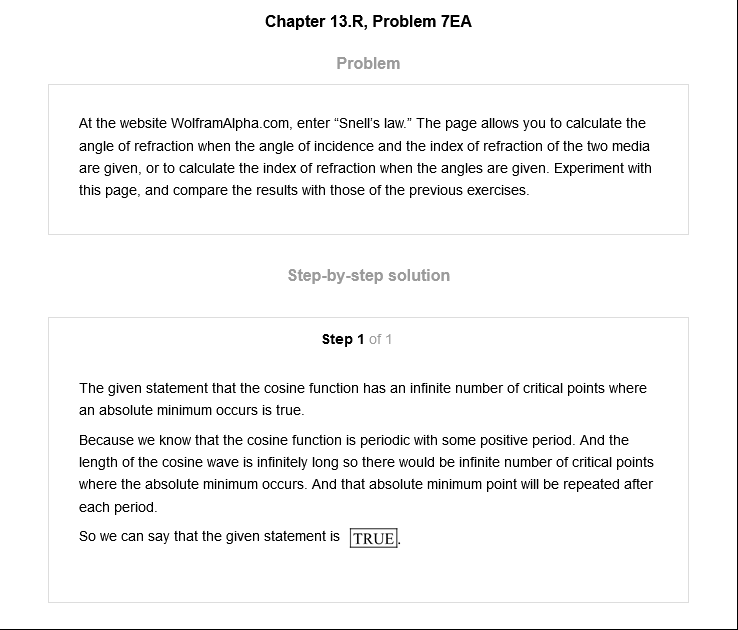 Chapter 13.R, Problem 7EA
Problem
At the website WolframAlpha.com, enter “Snell’s law.” The page allows you to calculate the
angle of refraction when the angle of incidence and the index of refraction of the two media
are given, or to calculate the index of refraction when the angles are given. Experiment with
this page, and compare the results with those of the previous exercises.
Step-by-step solution
Step 1 of 1
The given statement that the cosine function has an infinite number of critical points where
an absolute minimum occurs is true.
Because we know that the cosine function is periodic with some positive period. And the
length of the cosine wave is infinitely long so there would be infinite number of critical points
where the absolute minimum occurs. And that absolute minimum point will be repeated after
each period.
So we can say that the given statement is TRUE.